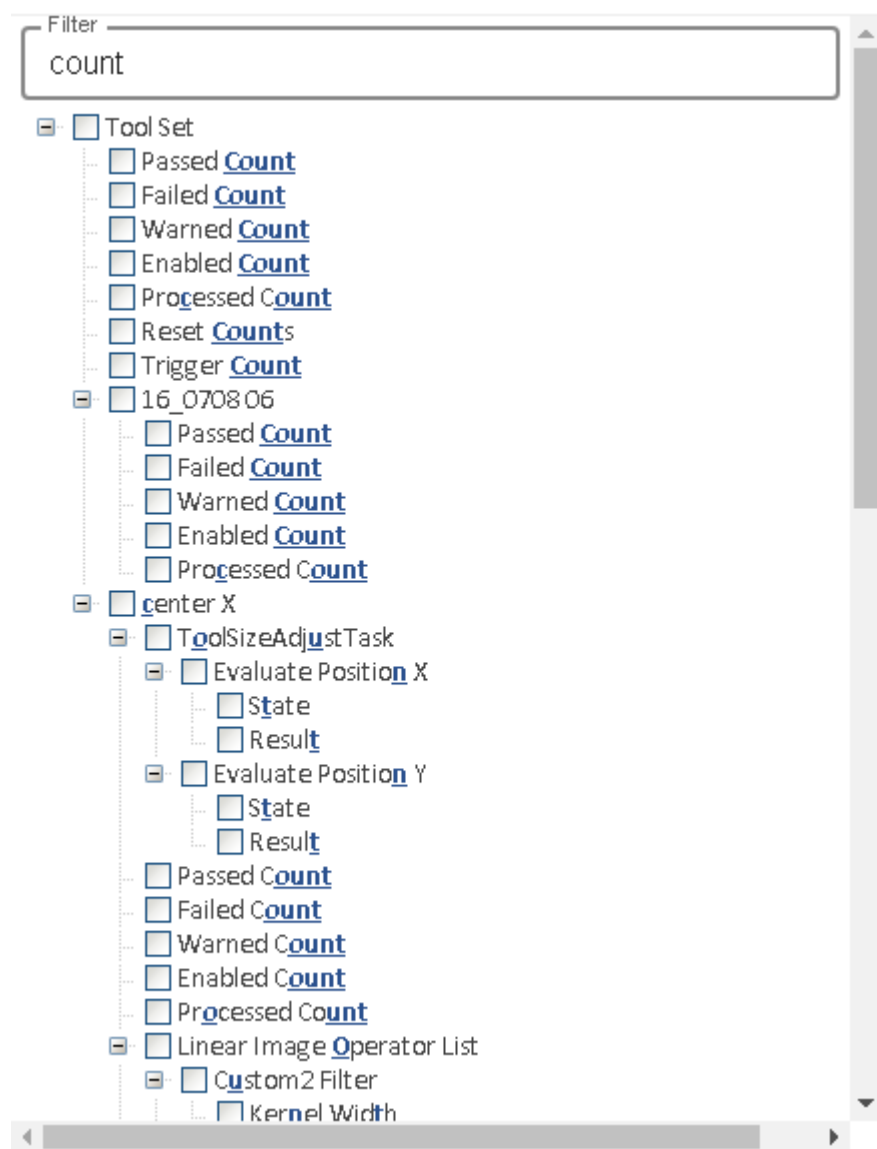 Filter
count
Tool Set
Passed Count
Failed Count
Warned Count
Enabled Count
Processed Count
Reset Counts
Trigger Count
16_070806
Passed Count
Failed Count
Warned Count
Enabled Count
Processed Count
center X
ToolSizeAdjustTask
Evaluate Position X
State
Result
Evaluate Position Y
State
Result
Passed Count
Failed Count
Warned Count
Enabled Count
Processed Count
Linear Image Operator List
Custom2 Filter
Kernel Width